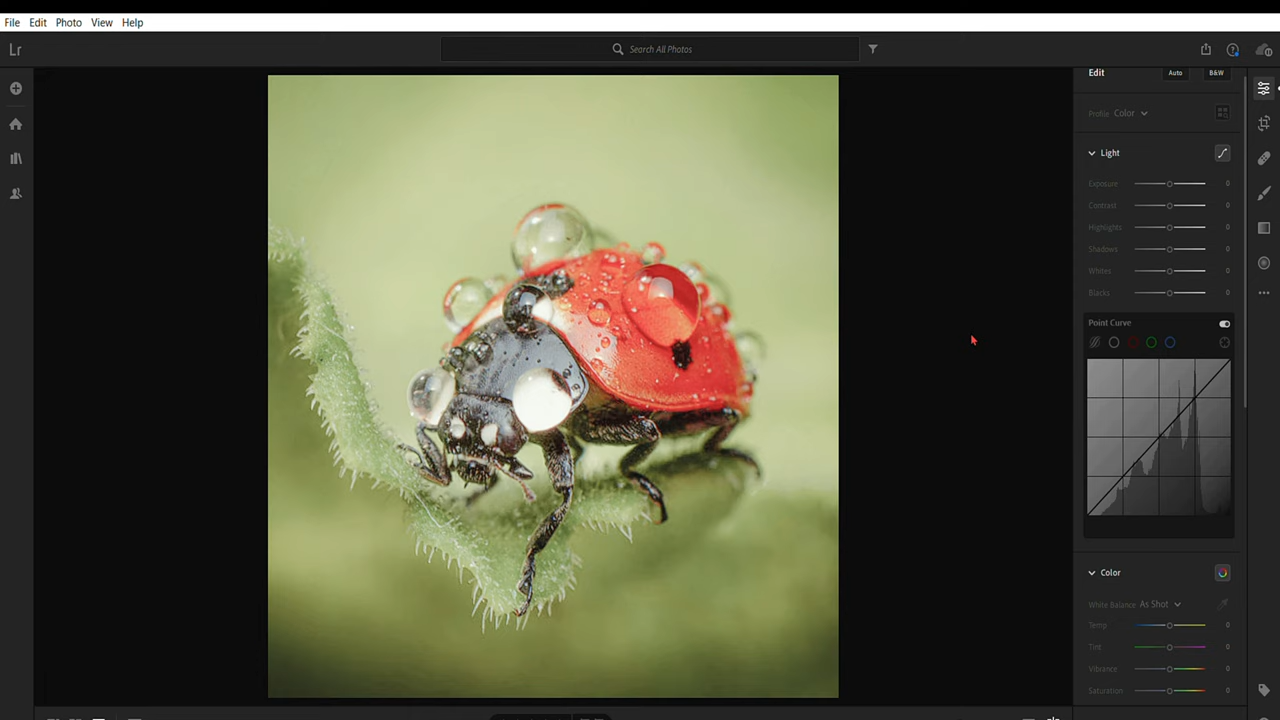 File Edit Photo View Help
Lr
Search All Photos
Edit Auto B&W
Profile Color
Light
Exposure 0
Contrast 0
Highlights 0
Shadows 0
Whites 0
Blacks 0
Point Curve
Color
White Balance As Shot
Temp 0
Tint 0
Vibrance 0
Saturation 0